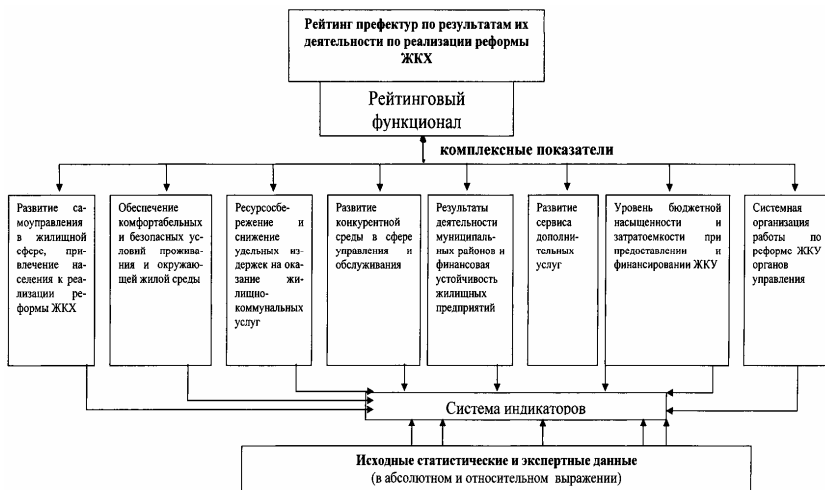 Рейтинг префектур по результатам их
деятельности по реализации реформы
ЖКХ
Рейтинговый
функционал
комплексные показатели
Развитие са-
моуправления
в жилищной
сфере, при-
влечение на-
селения к реа-
лизации ре-
формы ЖКХ
Обеспечение
комфортабельных
и безопасных ус-
ловий прожива-
ния и окружаю-
щей жилой среды
Ресурсосбе-
режение и
снижение
удельных из-
держек на ока-
зание жи-
лищно-
коммунальных
услуг
Развитие
конкурентной
среды в сфере
управления и
обслуживания
Результаты
деятельности
муниципаль-
ных районов и
финансовая
устойчивость
жилищных
предприятий
Развитие
сервиса
дополни-
тельных
услуг
Уровень бюджетной
насыщенности и
затратоемкости при
предоставлении и
финансировании ЖКУ
Системная
организация
работы по
реформе ЖКУ
органов
управления
Система индикаторов
Исходные статистические и экспертные данные
(в абсолютном и относительном выражении)